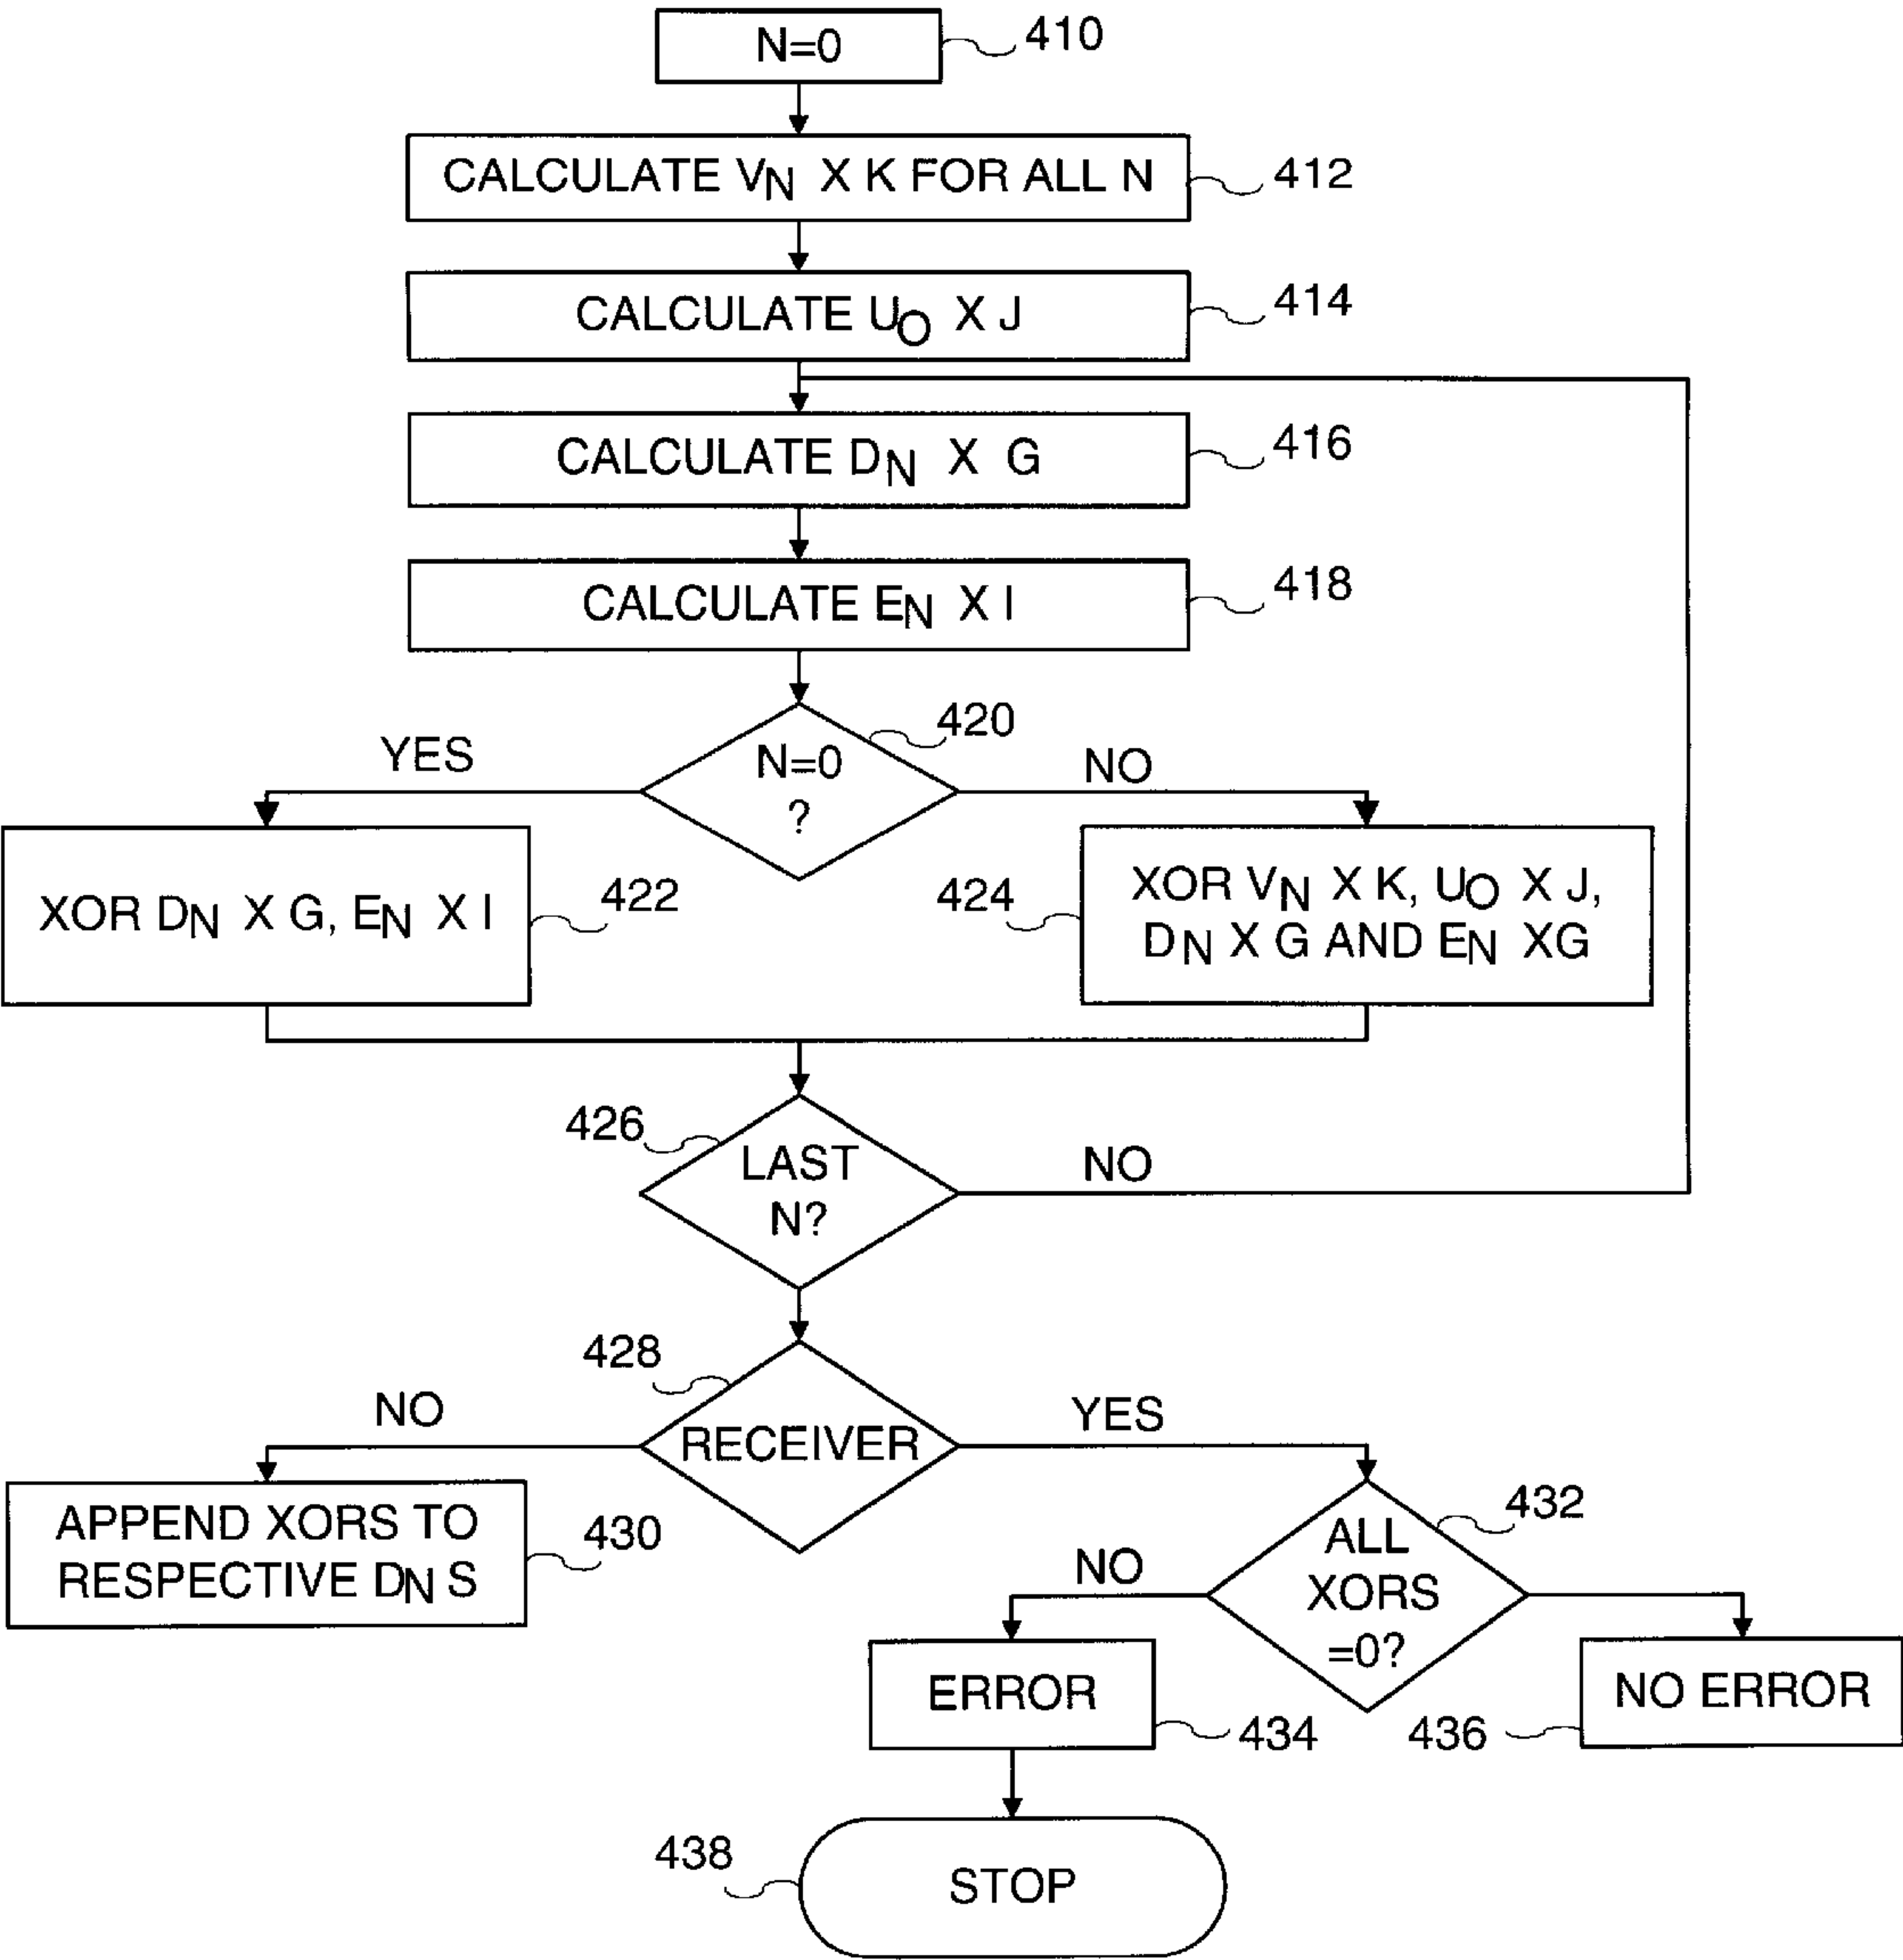 N=0
410
CALCULATE VN X K FOR ALL N
412
CALCULATE UO X J
414
CALCULATE DN X G
416
CALCULATE EN X I
418
420
N=0
?
YES
NO
XOR DN X G, EN X I
422
424
XOR VN X K, UO X J,
DN X G AND EN XG
426
LAST
N?
NO
428
RECEIVER
NO
YES
APPEND XORS TO
RESPECTIVE DN S
430
432
ALL
XORS
=0?
NO
ERROR
434
436
NO ERROR
438
STOP